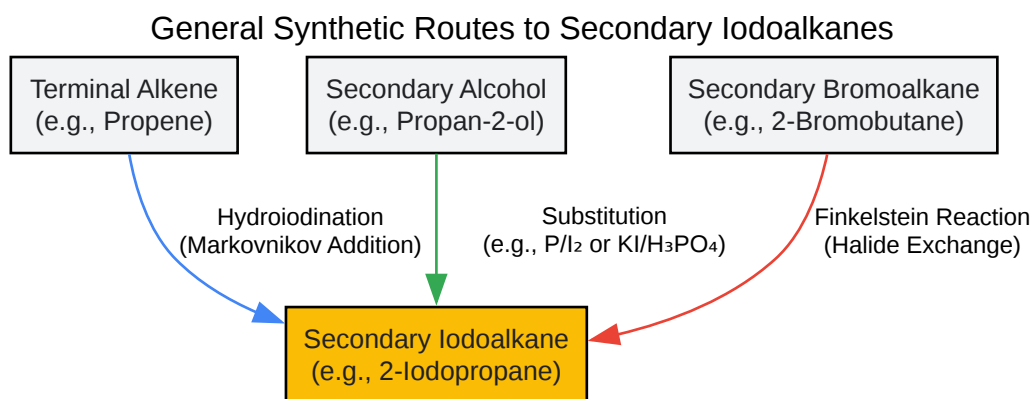 General Synthetic Routes to Secondary Iodoalkanes
Terminal Alkene
(e.g., Propene)
Secondary Alcohol
(e.g., Propan-2-ol)
Secondary Bromoalkane
(e.g., 2-Bromobutane)
Hydroiodination
(Markovnikov Addition)
Substitution
(e.g., P/I₂ or KI/H₃PO₄)
Finkelstein Reaction
(Halide Exchange)
Secondary Iodoalkane
(e.g., 2-Iodopropane)